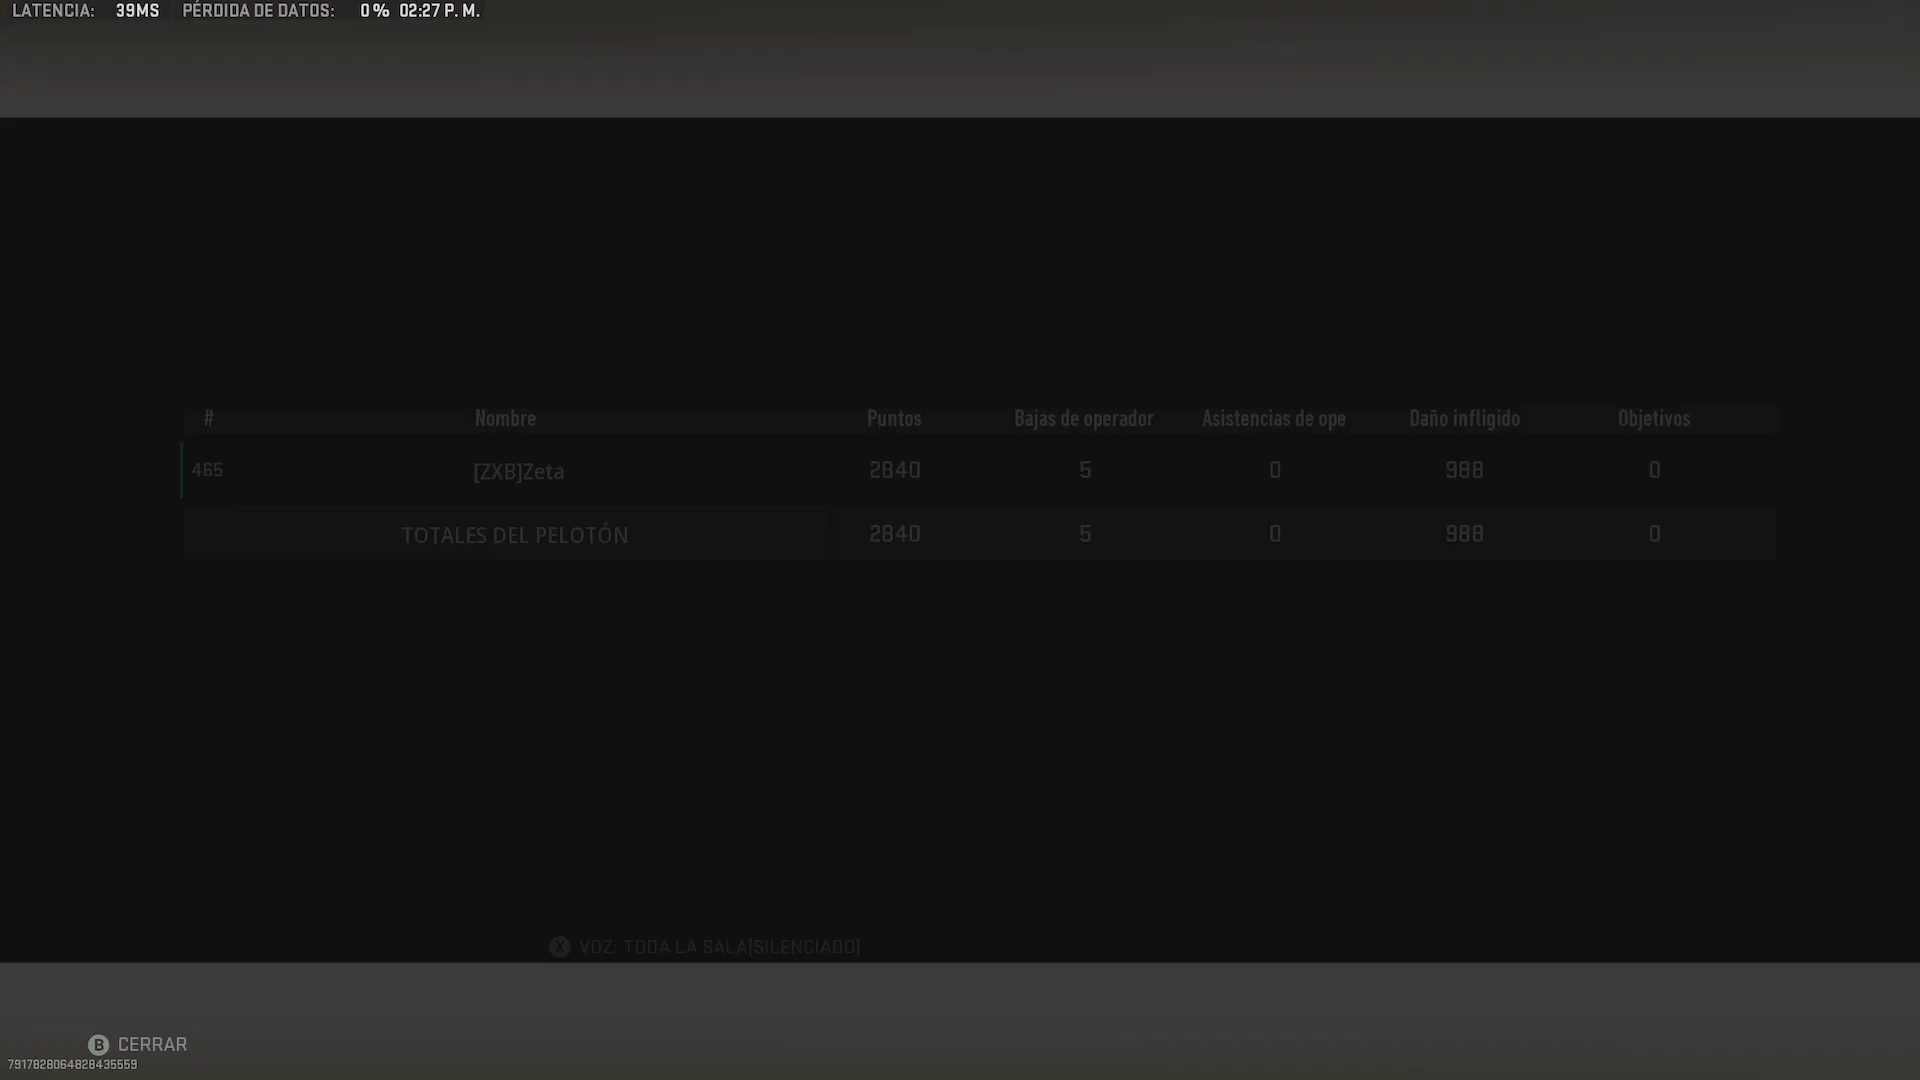 LATENCIA: 39MS PÉRDIDA DE DATOS: 0% 02:27 P. M.
# Nombre Puntos Bajas de operador Asistencias de ope Daño infligido Objetivos
465 [ZXB]Zeta 2840 5 0 988 0
TOTALES DEL PELOTÓN 2840 5 0 988 0
X VOZ: TODA LA SALA(SILENCIADO)
B CERRAR
7917828064828435559